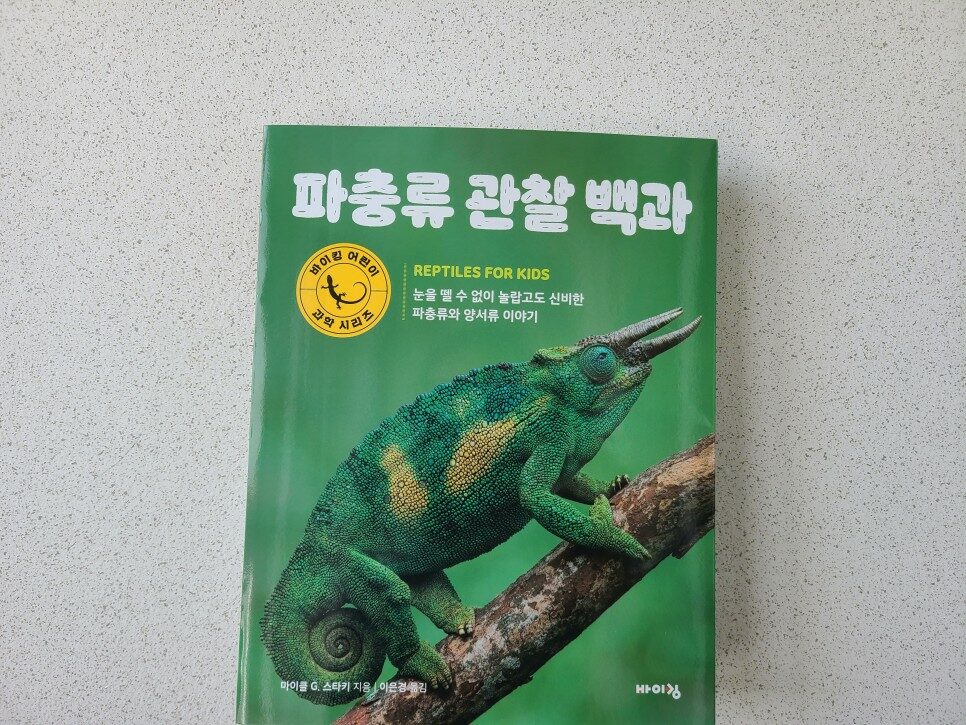 파충류 관찰 백과
바이킹 어린이
과학 시리즈
REPTILES FOR KIDS
눈을 뗄 수 없이 놀랍고도 신비한
파충류와 양서류 이야기
마이클 G. 스타키 지음 | 이은경 옮김
바이킹